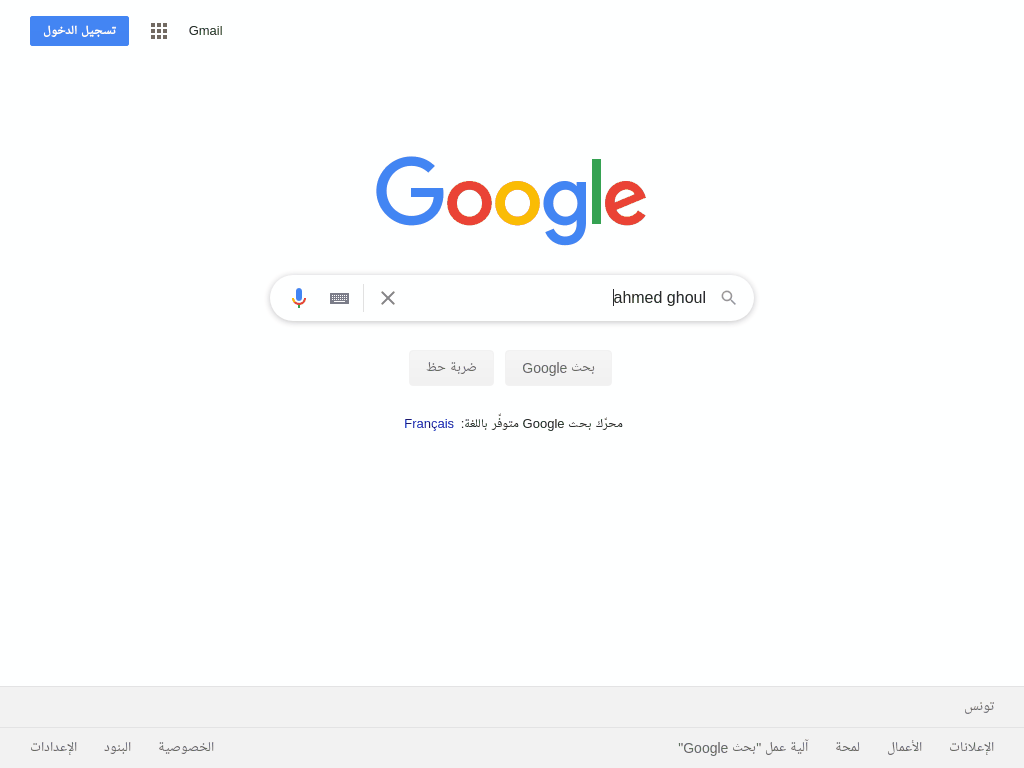 Gmail تسجيل الدخول
Google
ahmed ghoul
بحث Google ضربة حظ
محرّك بحث Google متوفّر باللغة: Français
تونس
الإعلانات الأعمال لمحة آلية عمل "بحث Google" الخصوصية البنود الإعدادات